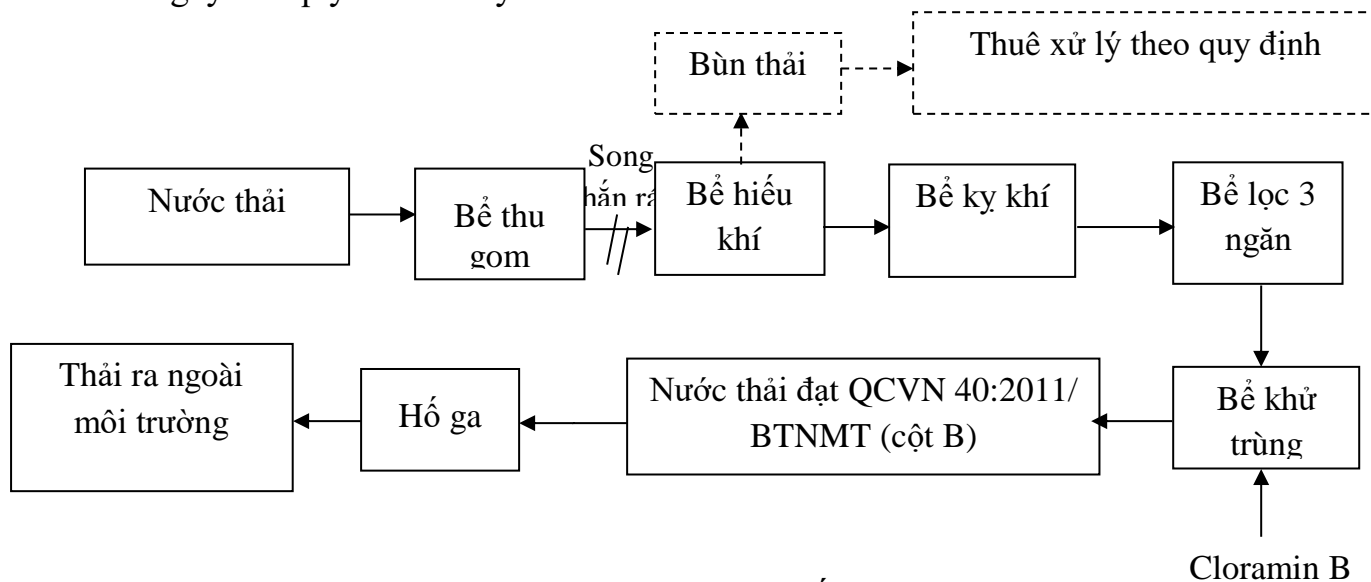 Bùn thải
Thuê xử lý theo quy định
Song
Nước thải
Bể thu
gom
Bể hiếu
khí
Bể kỵ khí
Bể lọc 3
ngăn
Thải ra ngoài
môi trường
Hố ga
Nước thải đạt QCVN 40:2011/
BTNMT (cột B)
Bể khử
trùng
Cloramin B